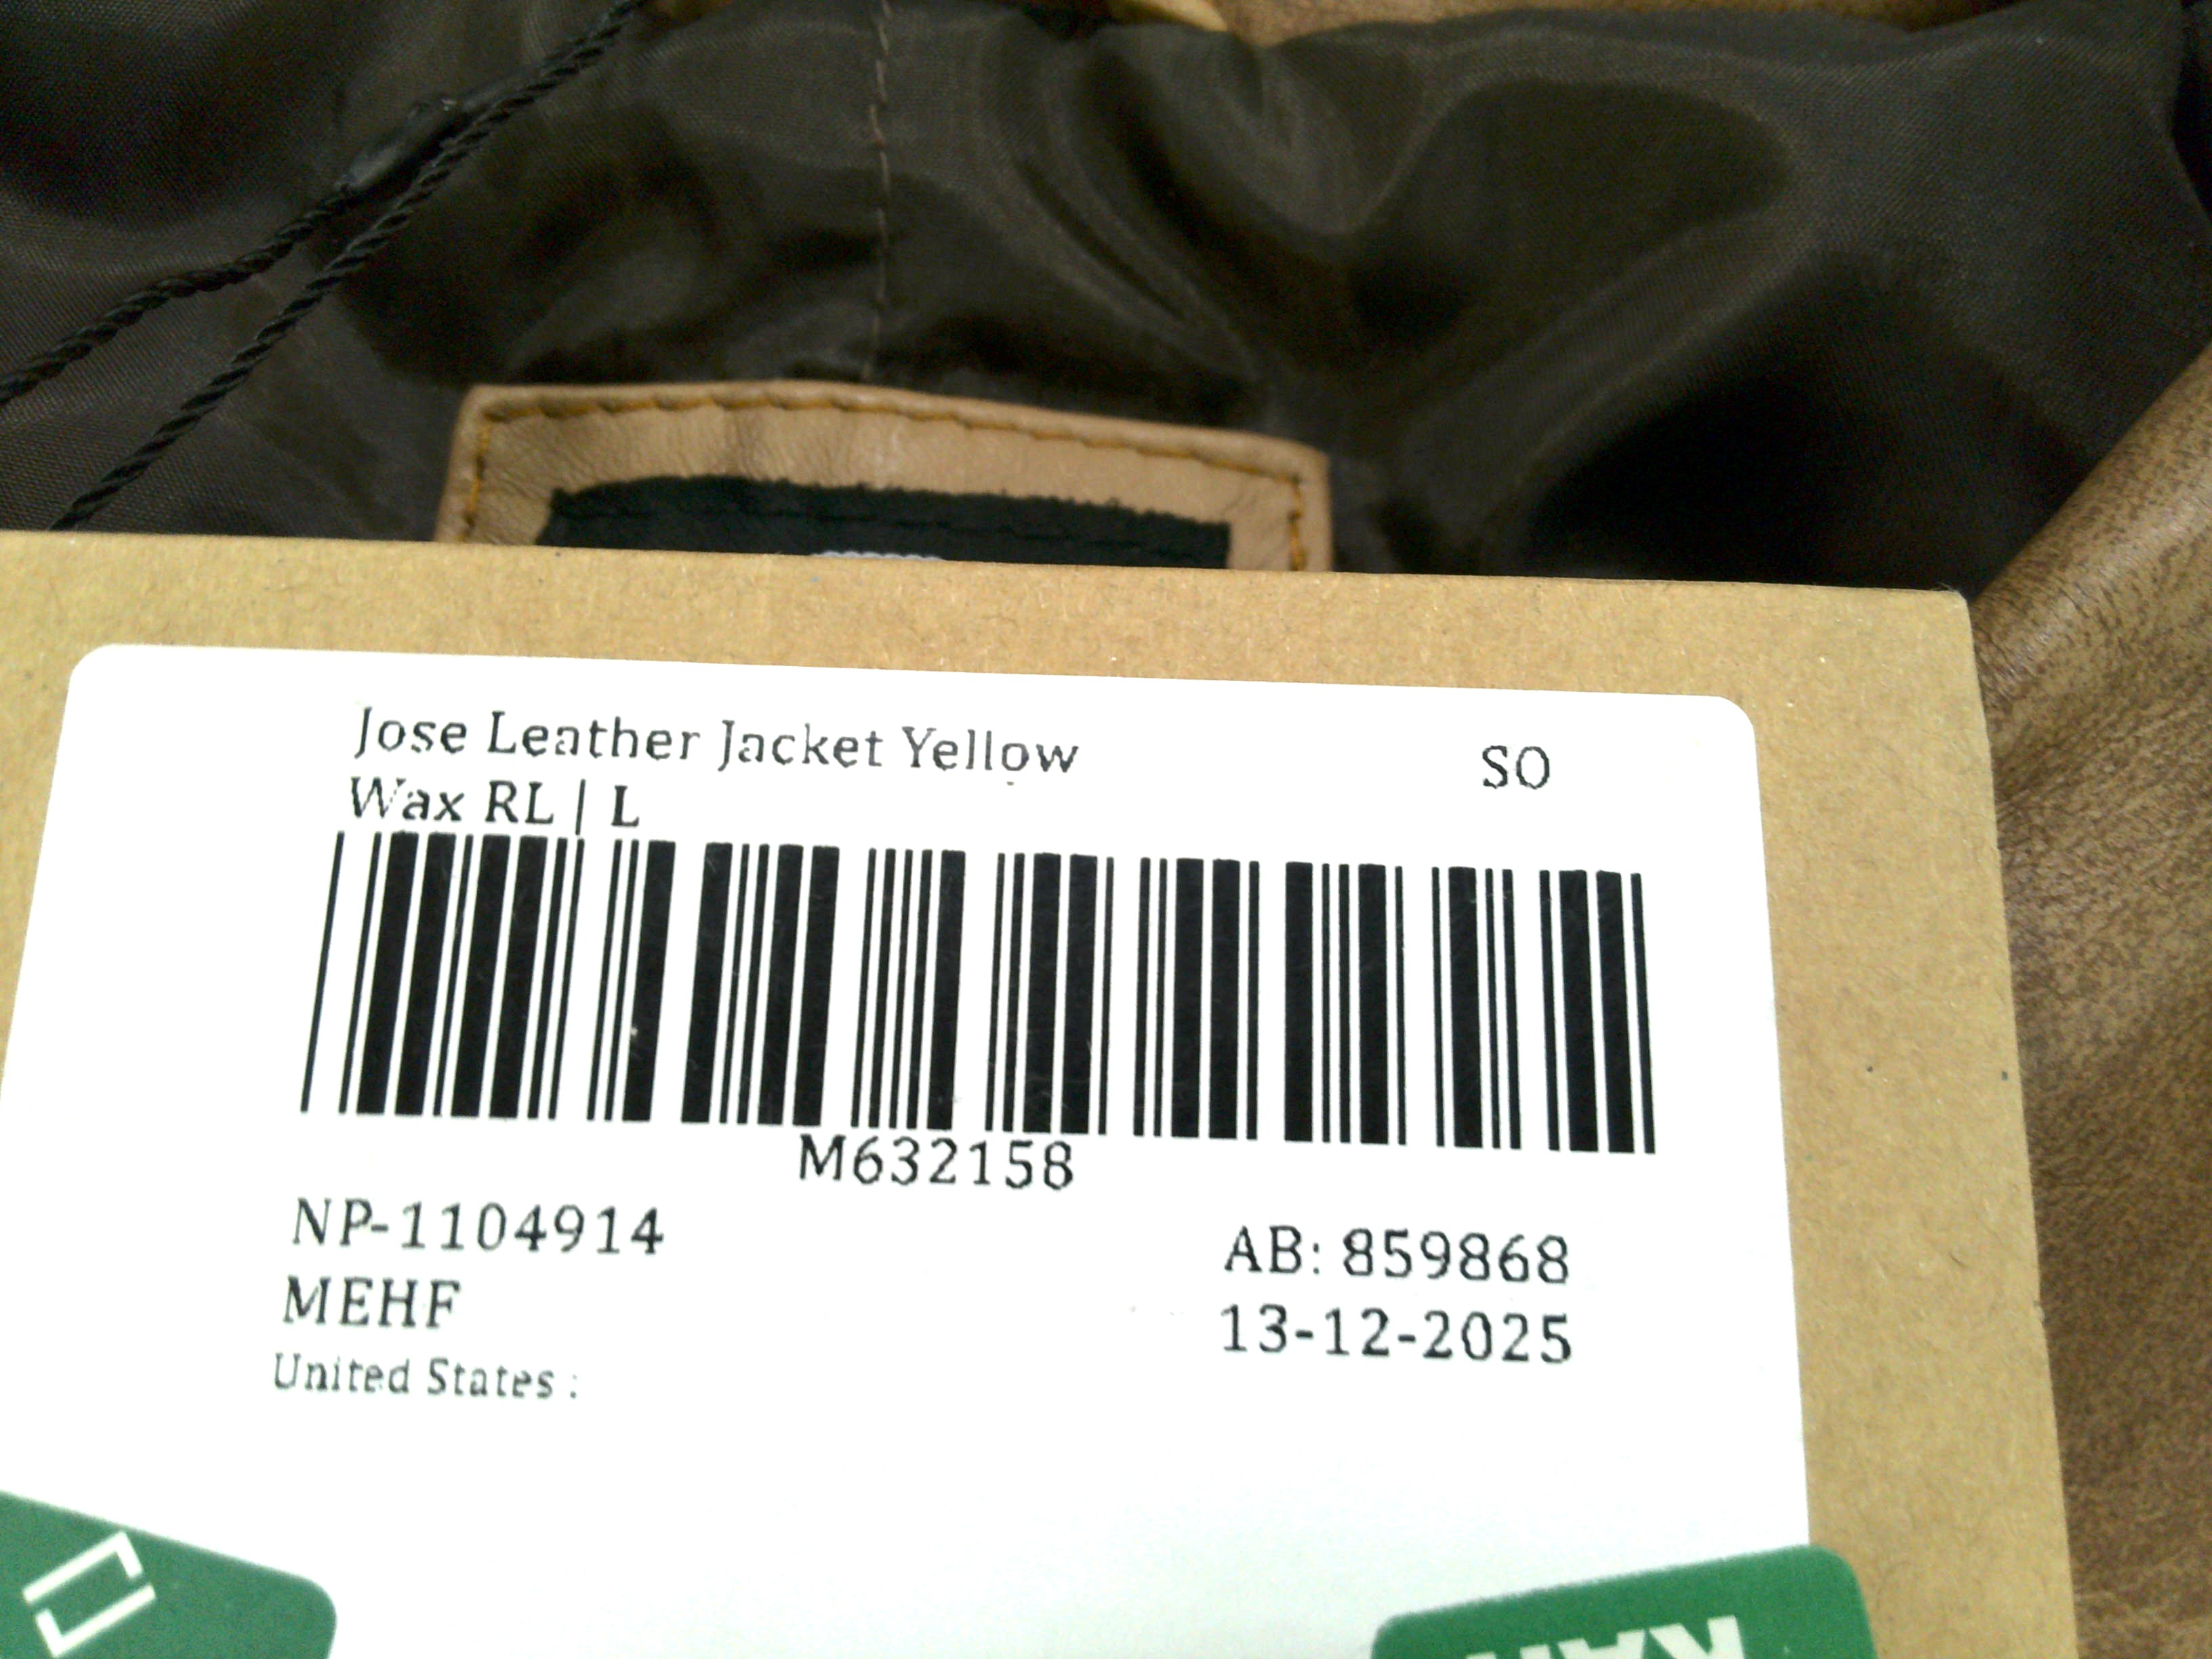 Jose Leather Jacket Yellow
Wax RL | L
SO
M632158
NP-1104914
MEHF
United States :
AB: 859868
13-12-2025